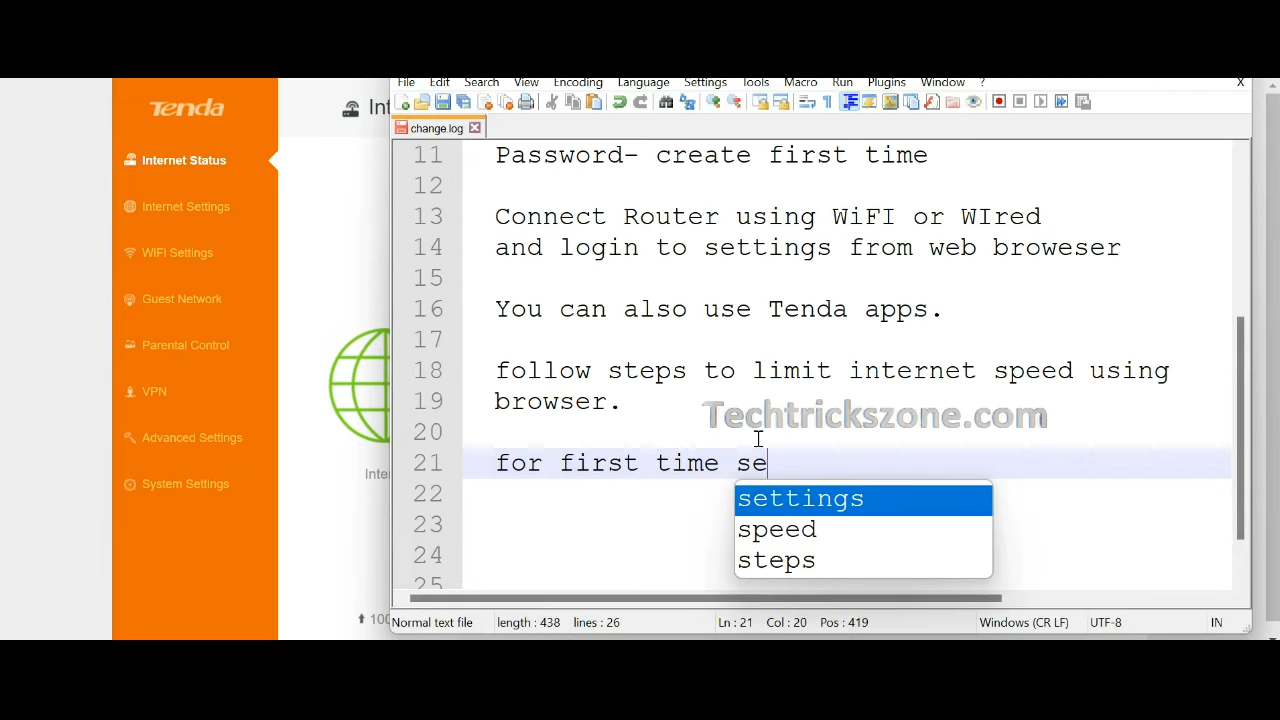 Tenda
Internet Status
Internet Settings
WiFi Settings
Guest Network
Parental Control
VPN
Advanced Settings
System Settings
Int
Inter
100
File Edit Search View Encoding Language Settings Tools Macro Run Plugins Window ? X
change.log
11 Password- create first time
12
13 Connect Router using WiFI or WIred
14 and login to settings from web broweser
15
16 You can also use Tenda apps.
17
18 follow steps to limit internet speed using
19 browser.
Techtrickszone.com
20
21 for first time se
22
23
24
25
settings
speed
steps
Normal text file length : 438 lines : 26 Ln : 21 Col : 20 Pos : 419 Windows (CR LF) UTF-8 IN